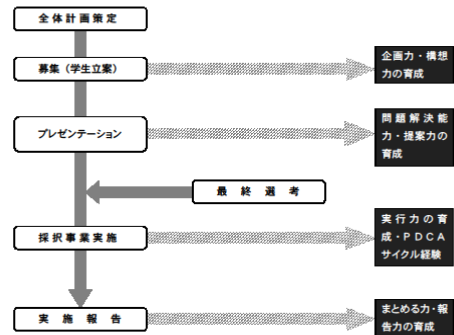 全体計画策定
募集（学生立案）
企画力・構想
力の育成
プレゼンテーション
問題解決能
力・提案力の
育成
最終選考
採択事業実施
実行力の育
成・ＰＤＣＡ
サイクル経験
実施報告
まとめる力・報
告力の育成